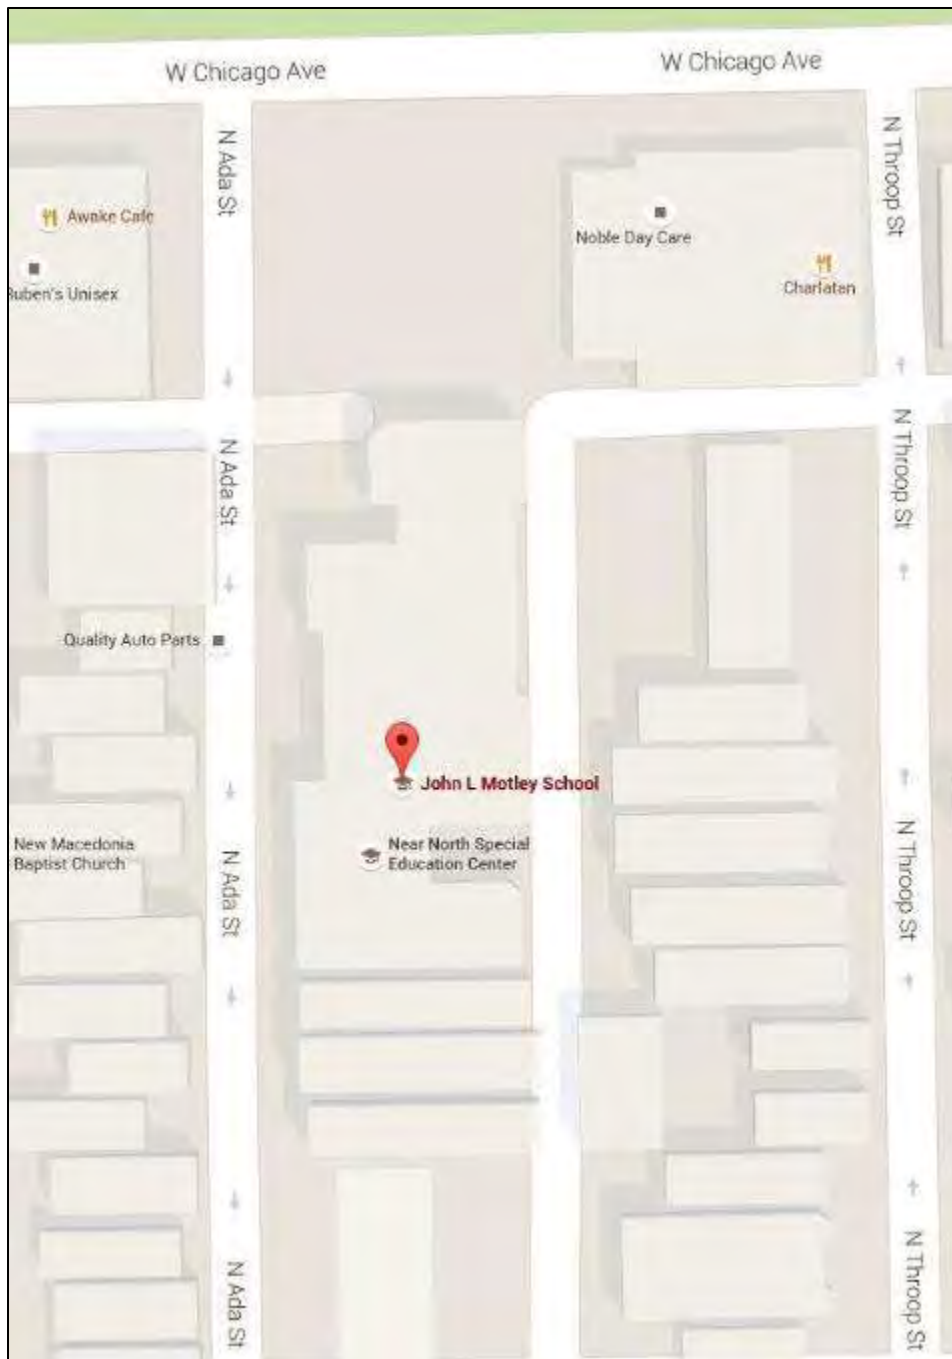 W Chicago Ave
W Chicago Ave
N Ada St
N Throop St
Awake Cafe
Noble Day Care
Ruben's Unisex
Charlatan
N Ada St
N Throop St
Quality Auto Parts
John L Motley School
New Macedonia
Baptist Church
Near North Special
Education Center
N Ada St
N Throop St
N Ada St
N Throop St